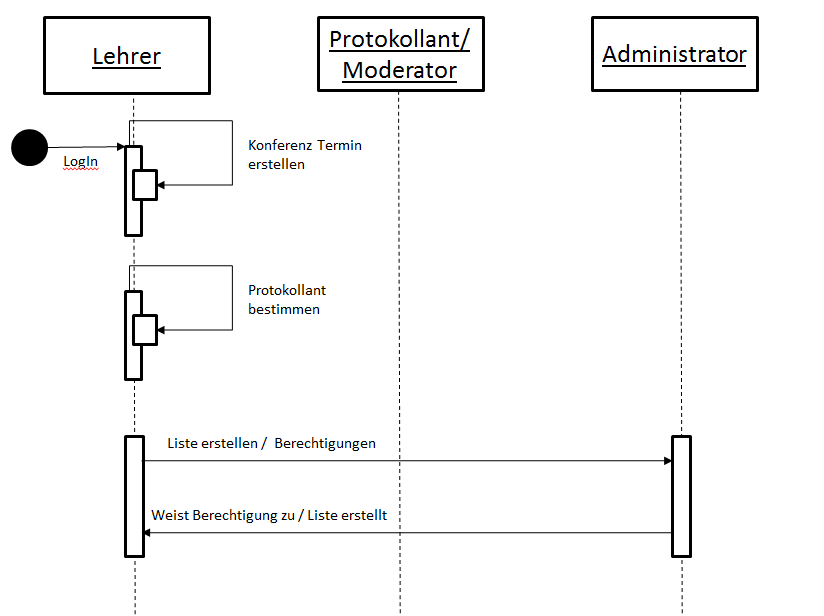 Lehrer
Protokollant/
Moderator
Administrator
LogIn
Konferenz Termin
erstellen
Protokollant
bestimmen
Liste erstellen / Berechtigungen
Weist Berechtigung zu / Liste erstellt